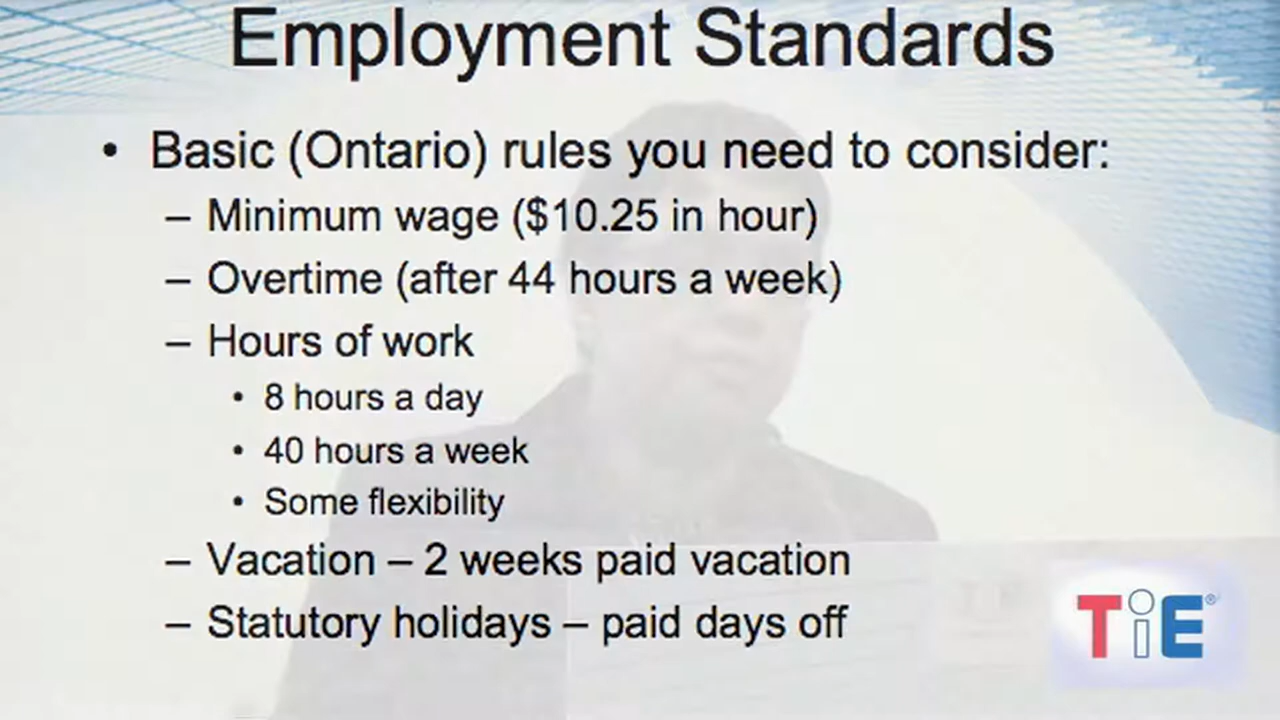 Employment Standards
• Basic (Ontario) rules you need to consider:
– Minimum wage ($10.25 in hour)
– Overtime (after 44 hours a week)
– Hours of work
• 8 hours a day
• 40 hours a week
• Some flexibility
– Vacation – 2 weeks paid vacation
– Statutory holidays – paid days off
TiE®